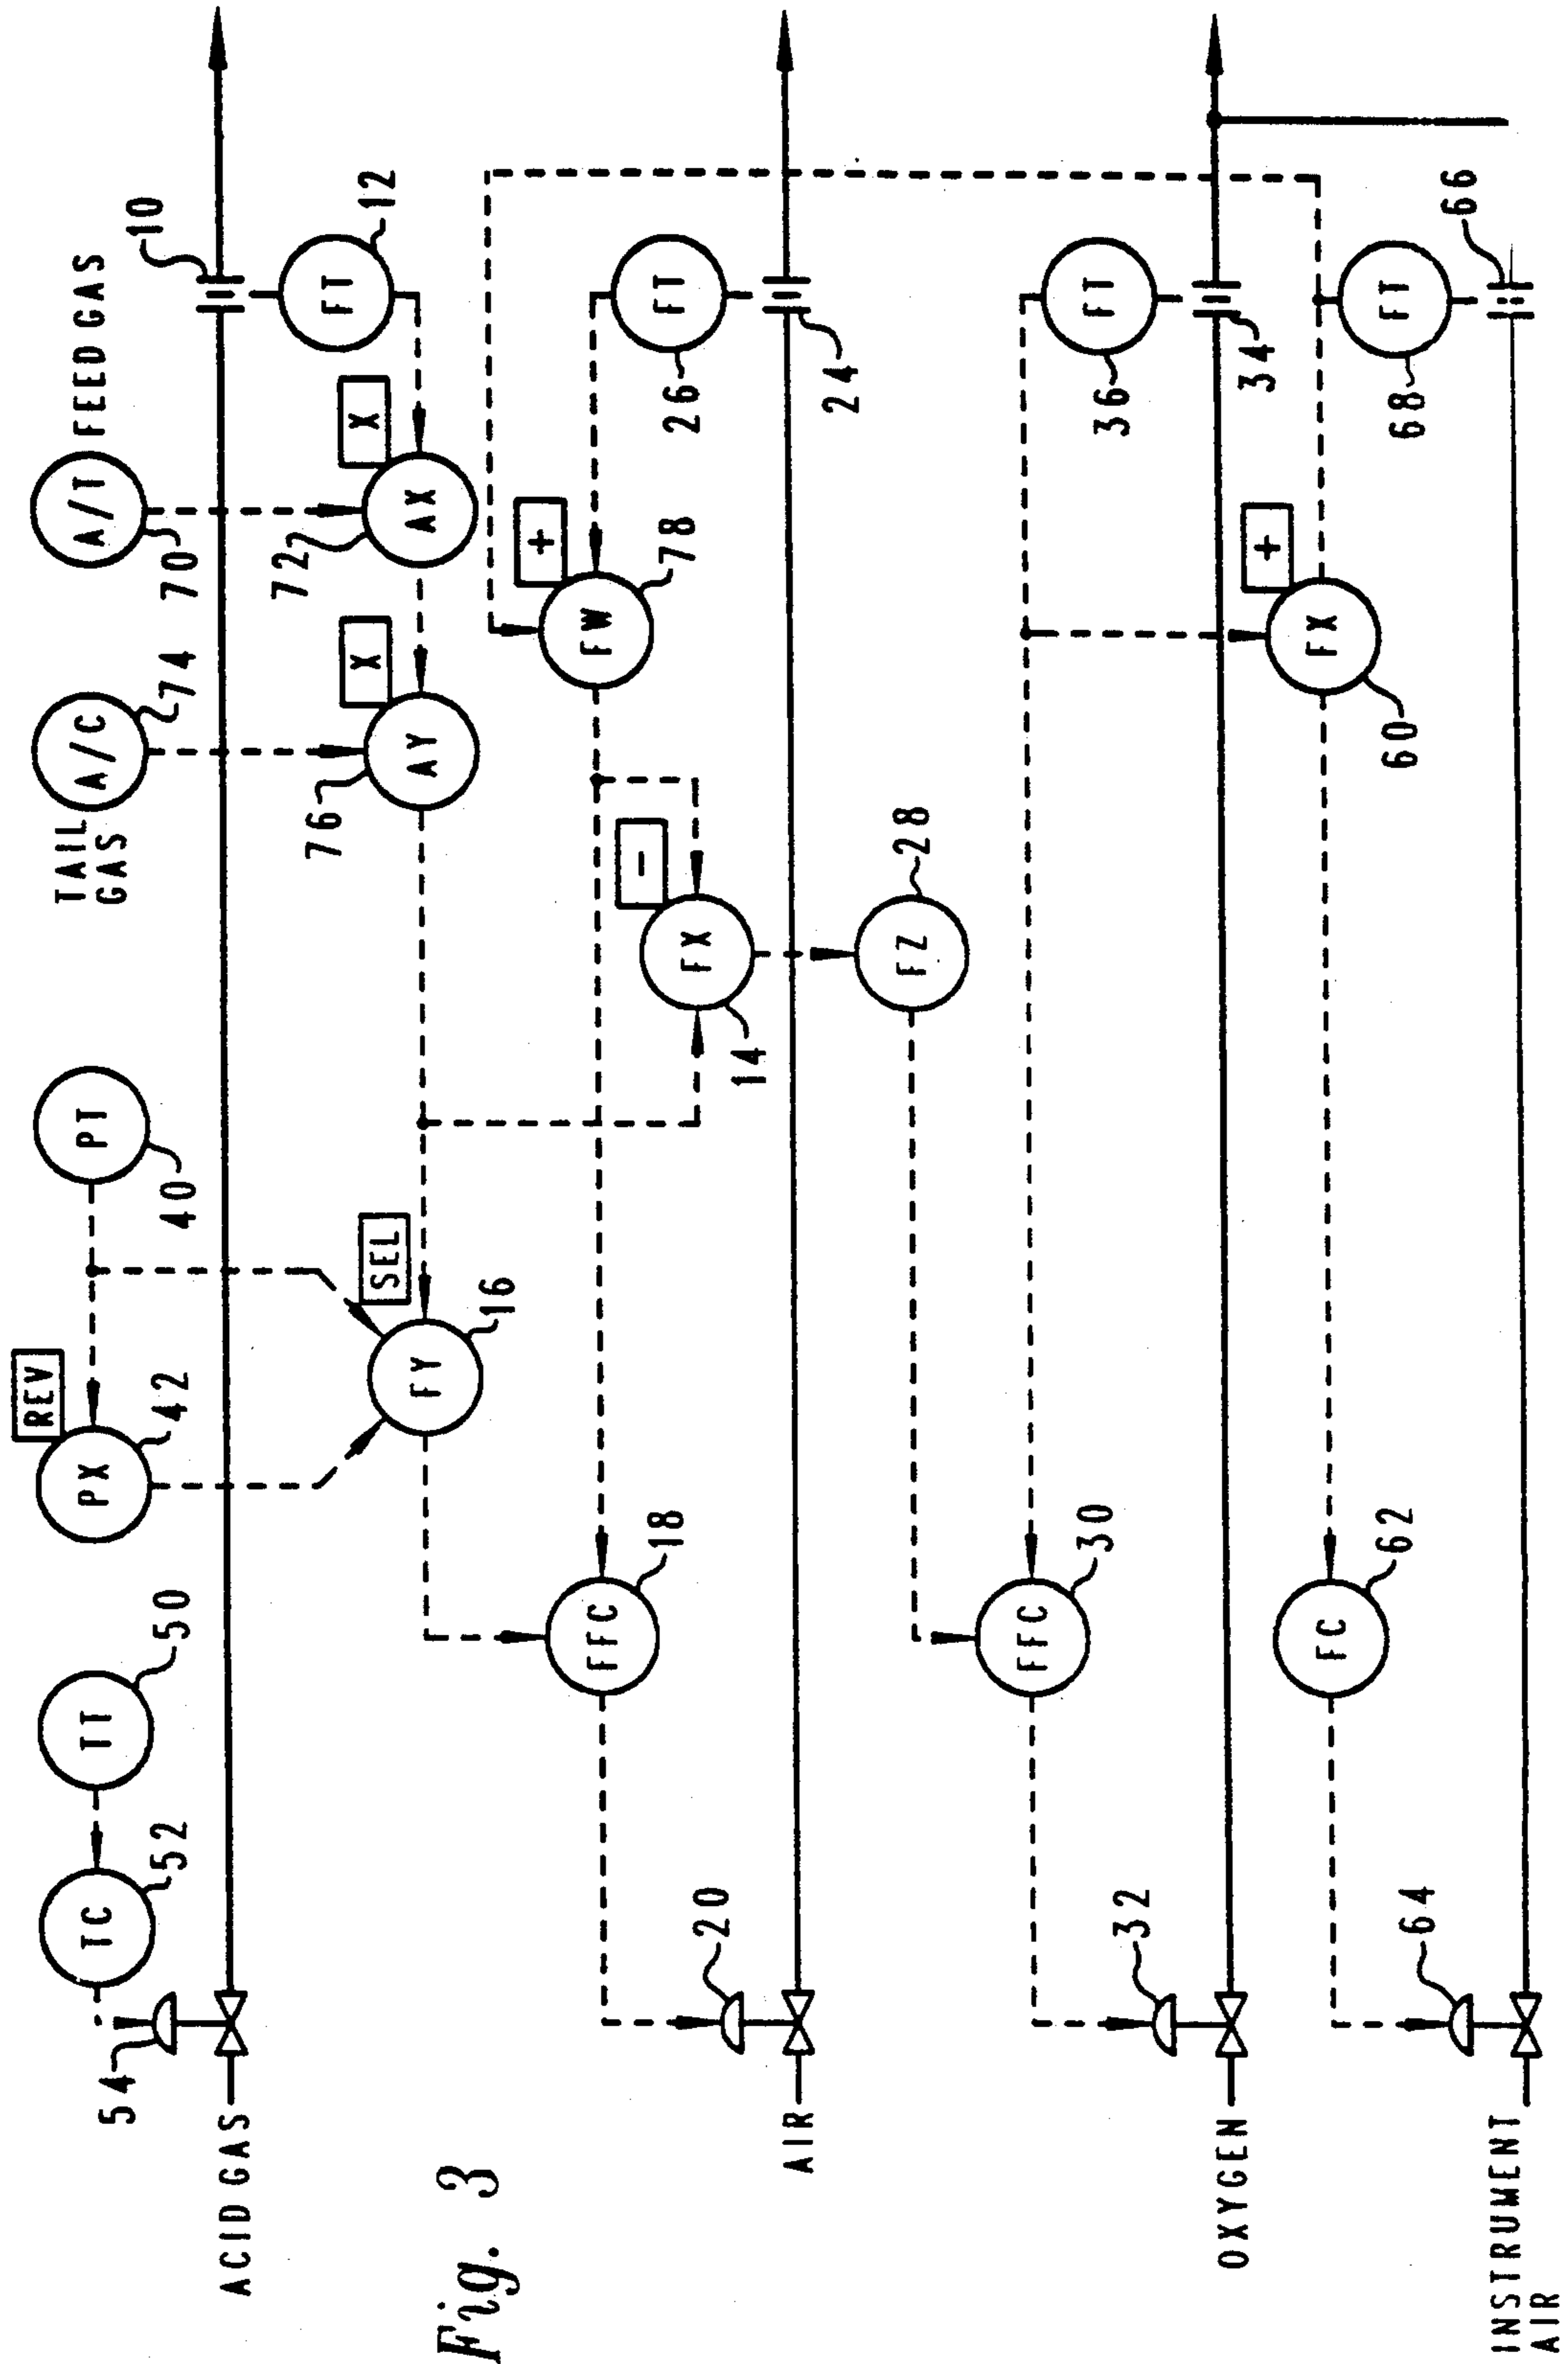 54
TC
52
TT
50
REV
PX
42
PT
40
TAIL
GAS
A/C
74
A/T
70
FEED GAS
10
ACID GAS
SEL
FY
16
76
AY
X
72
AX
X
FT
12
Fig. 3
FFC
18
FW
+
78
FT
26
20
FX
-
14
24
AIR
FZ
28
32
FFC
30
FT
36
34
OXYGEN
64
FC
62
FX
+
60
FT
68
66
INSTRUMENT
AIR